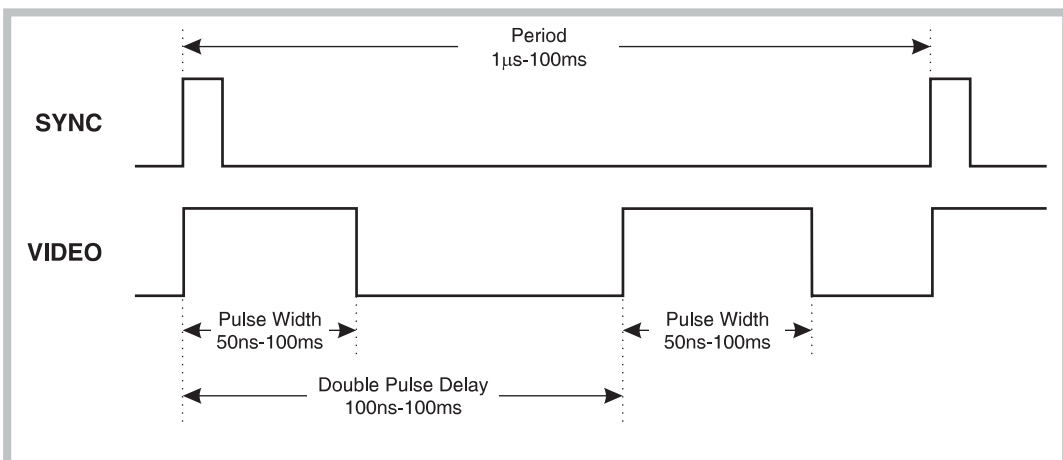 Period
1μs-100ms
SYNC
VIDEO
Pulse Width
50ns-100ms
Pulse Width
50ns-100ms
Double Pulse Delay
100ns-100ms